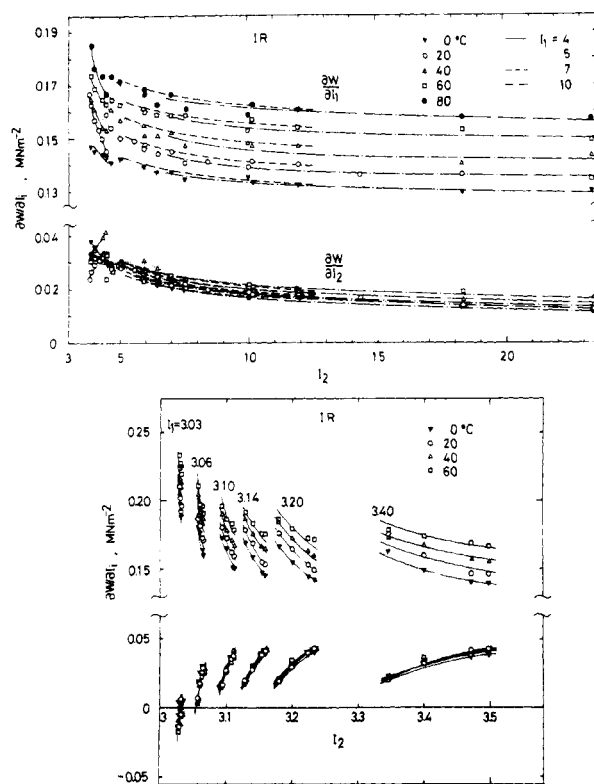 0.19
IR
▼ 0 °C
○ 20
△ 40
□ 60
● 80
I₁ = 4
5
7
10
∂W/∂I₁
0.17
0.15
0.13
∂W/∂Iᵢ , MNm⁻²
0.04
0.02
0
∂W/∂I₂
3 5 10 15 20
I₂
0.25
IR
I₁=3.03
3.06
3.10
3.14
3.20
3.40
▼ 0 °C
○ 20
△ 40
□ 60
0.20
0.15
∂W/∂Iᵢ , MNm⁻²
0.05
0
-0.05
3 3.1 3.2 3.3 3.4 3.5
I₂